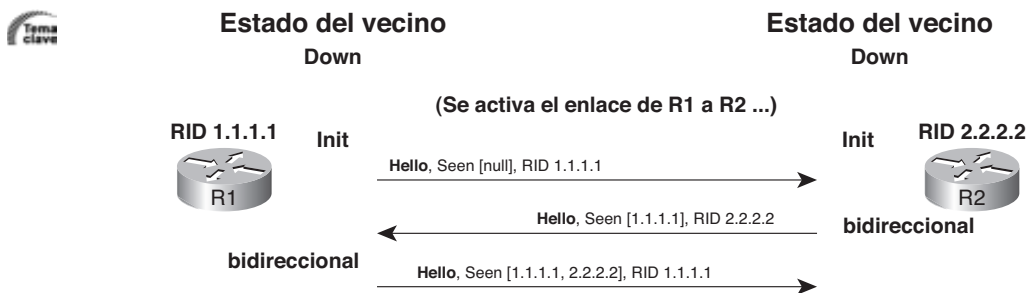 Tema
clave
Estado del vecino
Estado del vecino
Down
Down
(Se activa el enlace de R1 a R2 ...)
RID 1.1.1.1
Init
Init
RID 2.2.2.2
Hello, Seen [null], RID 1.1.1.1
R1
R2
Hello, Seen [1.1.1.1], RID 2.2.2.2
bidireccional
bidireccional
Hello, Seen [1.1.1.1, 2.2.2.2], RID 1.1.1.1